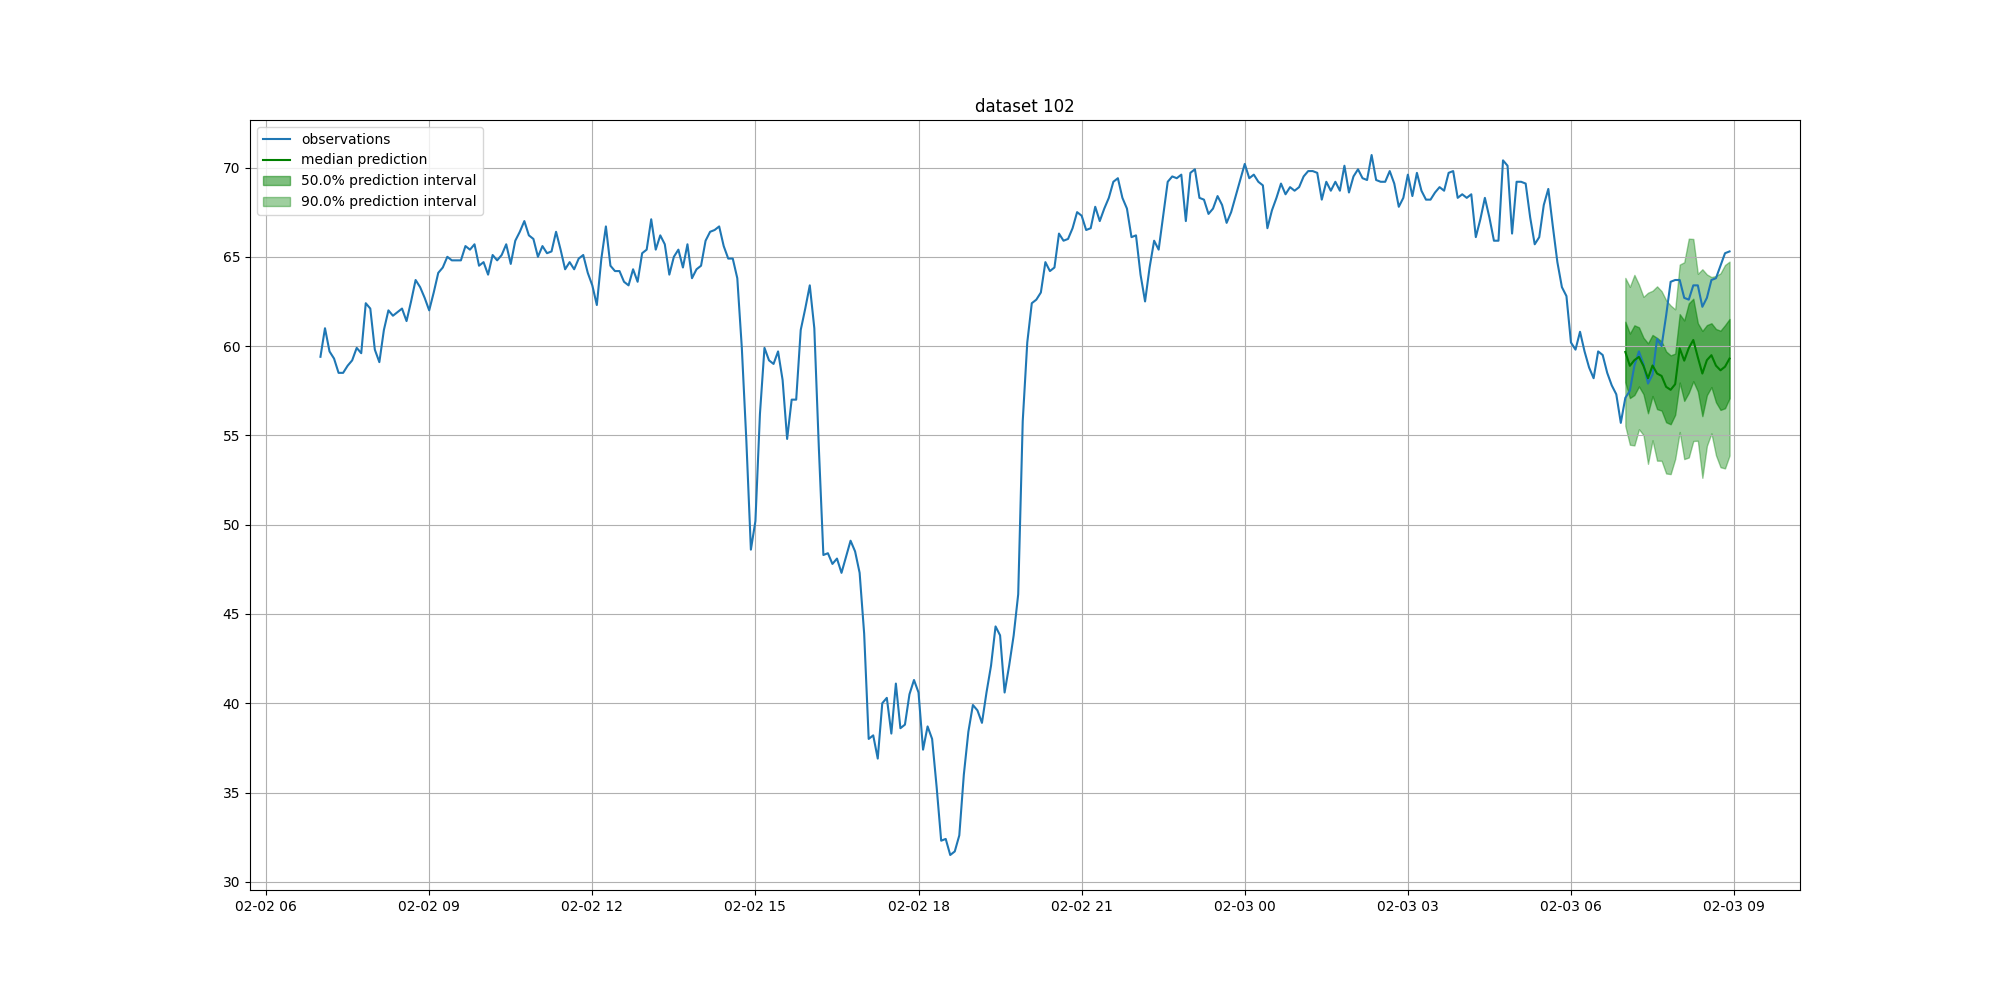 dataset 102
observations
median prediction
50.0% prediction interval
90.0% prediction interval
70
65
60
55
50
45
40
35
30
02-02 06 02-02 09 02-02 12 02-02 15 02-02 18 02-02 21 02-03 00 02-03 03 02-03 06 02-03 09